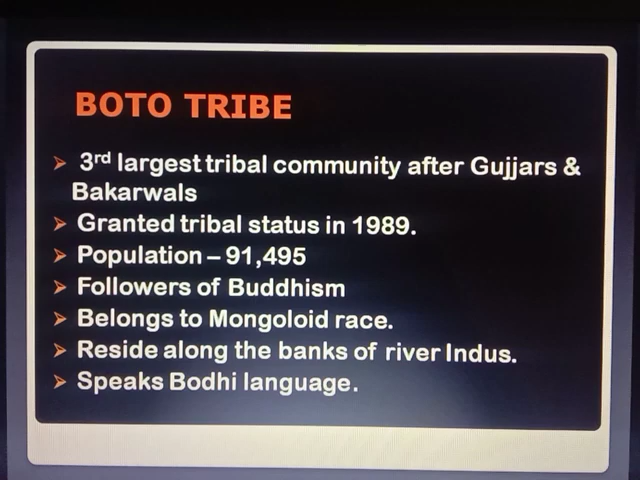 BOTO TRIBE
➢ 3rd largest tribal community after Gujjars &
Bakarwals
➢ Granted tribal status in 1989.
➢ Population – 91,495
➢ Followers of Buddhism
➢ Belongs to Mongoloid race.
➢ Reside along the banks of river Indus.
➢ Speaks Bodhi language.